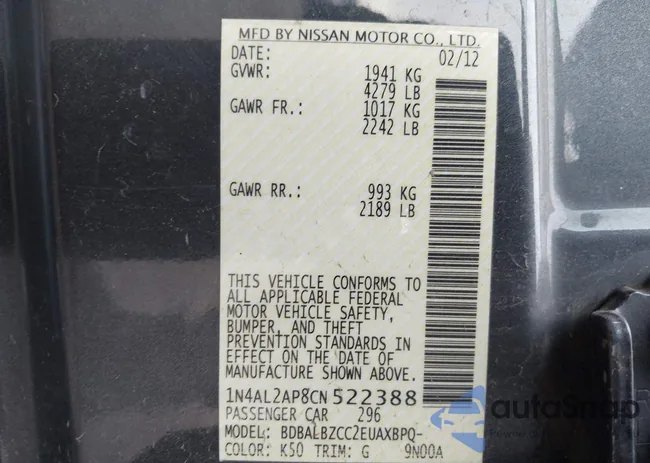 MFD BY NISSAN MOTOR CO., LTD.
DATE: 02/12
GVWR: 1941 KG
4279 LB
GAWR FR.: 1017 KG
2242 LB
GAWR RR.: 993 KG
2189 LB
THIS VEHICLE CONFORMS TO
ALL APPLICABLE FEDERAL
MOTOR VEHICLE SAFETY,
BUMPER, AND THEFT
PREVENTION STANDARDS IN
EFFECT ON THE DATE OF
MANUFACTURE SHOWN ABOVE.
1N4AL2AP8CN522388
PASSENGER CAR 296
MODEL: BDBALBZCC2EUAXBPQ-
COLOR: K50 TRIM: G 9N00A
autoSnap